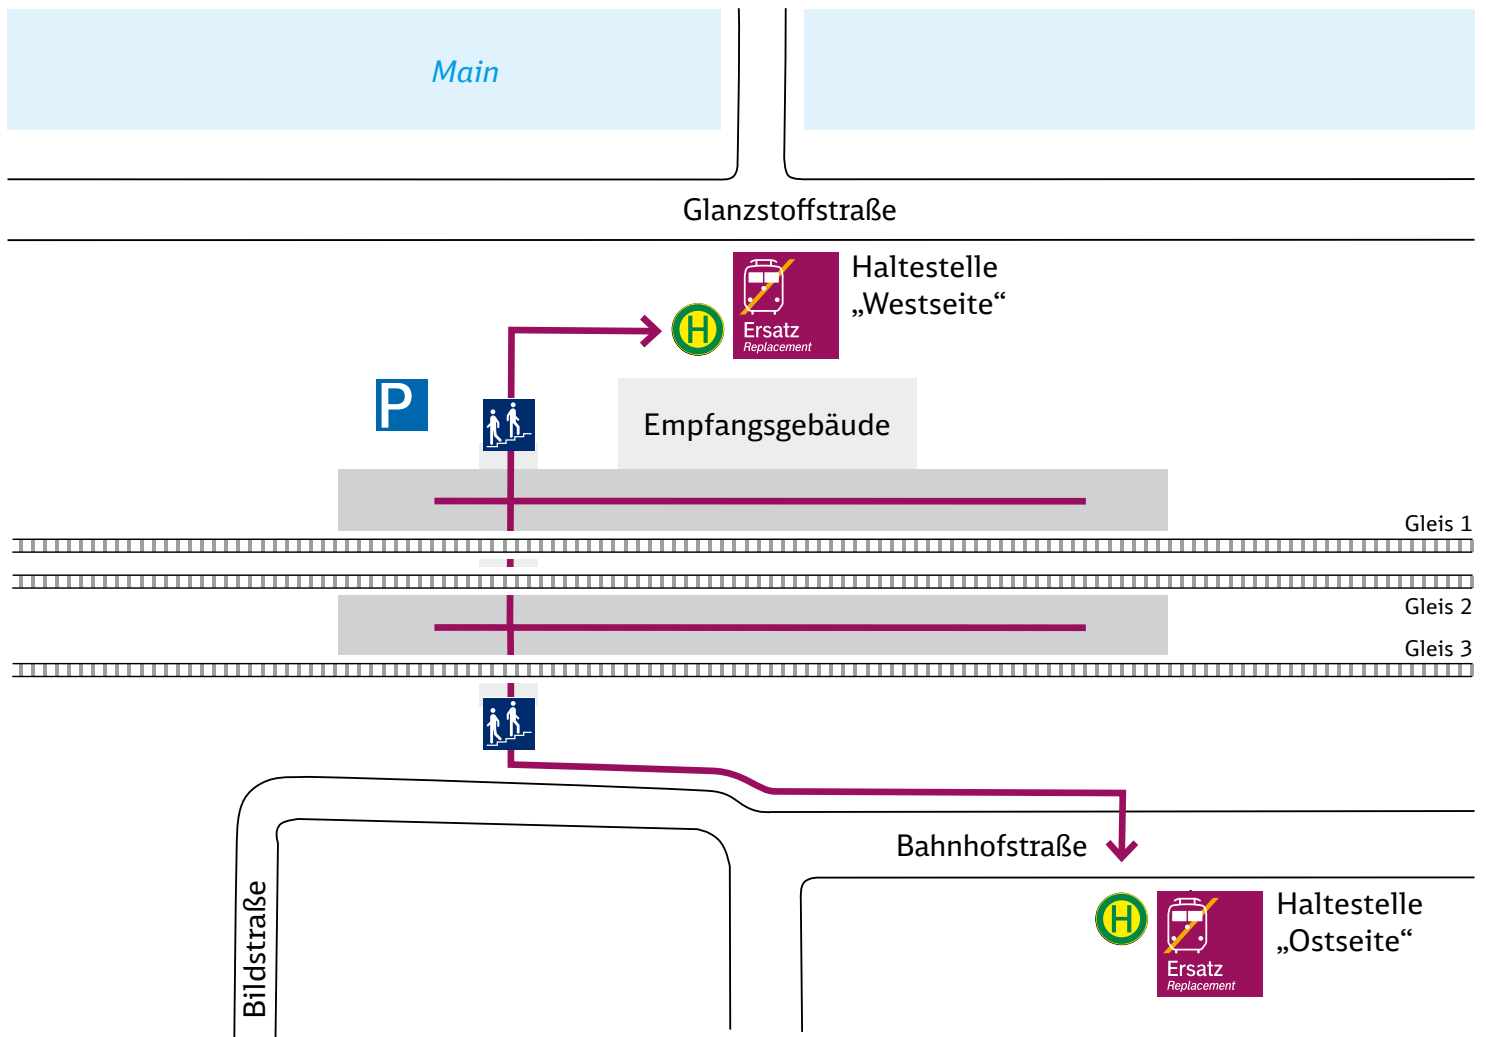 Main
Glanzstoffstraße
Haltestelle
„Westseite“
H
Ersatz
Replacement
P
Empfangsgebäude
Gleis 1
Gleis 2
Gleis 3
Bahnhofstraße
Bildstraße
H
Ersatz
Replacement
Haltestelle
„Ostseite“